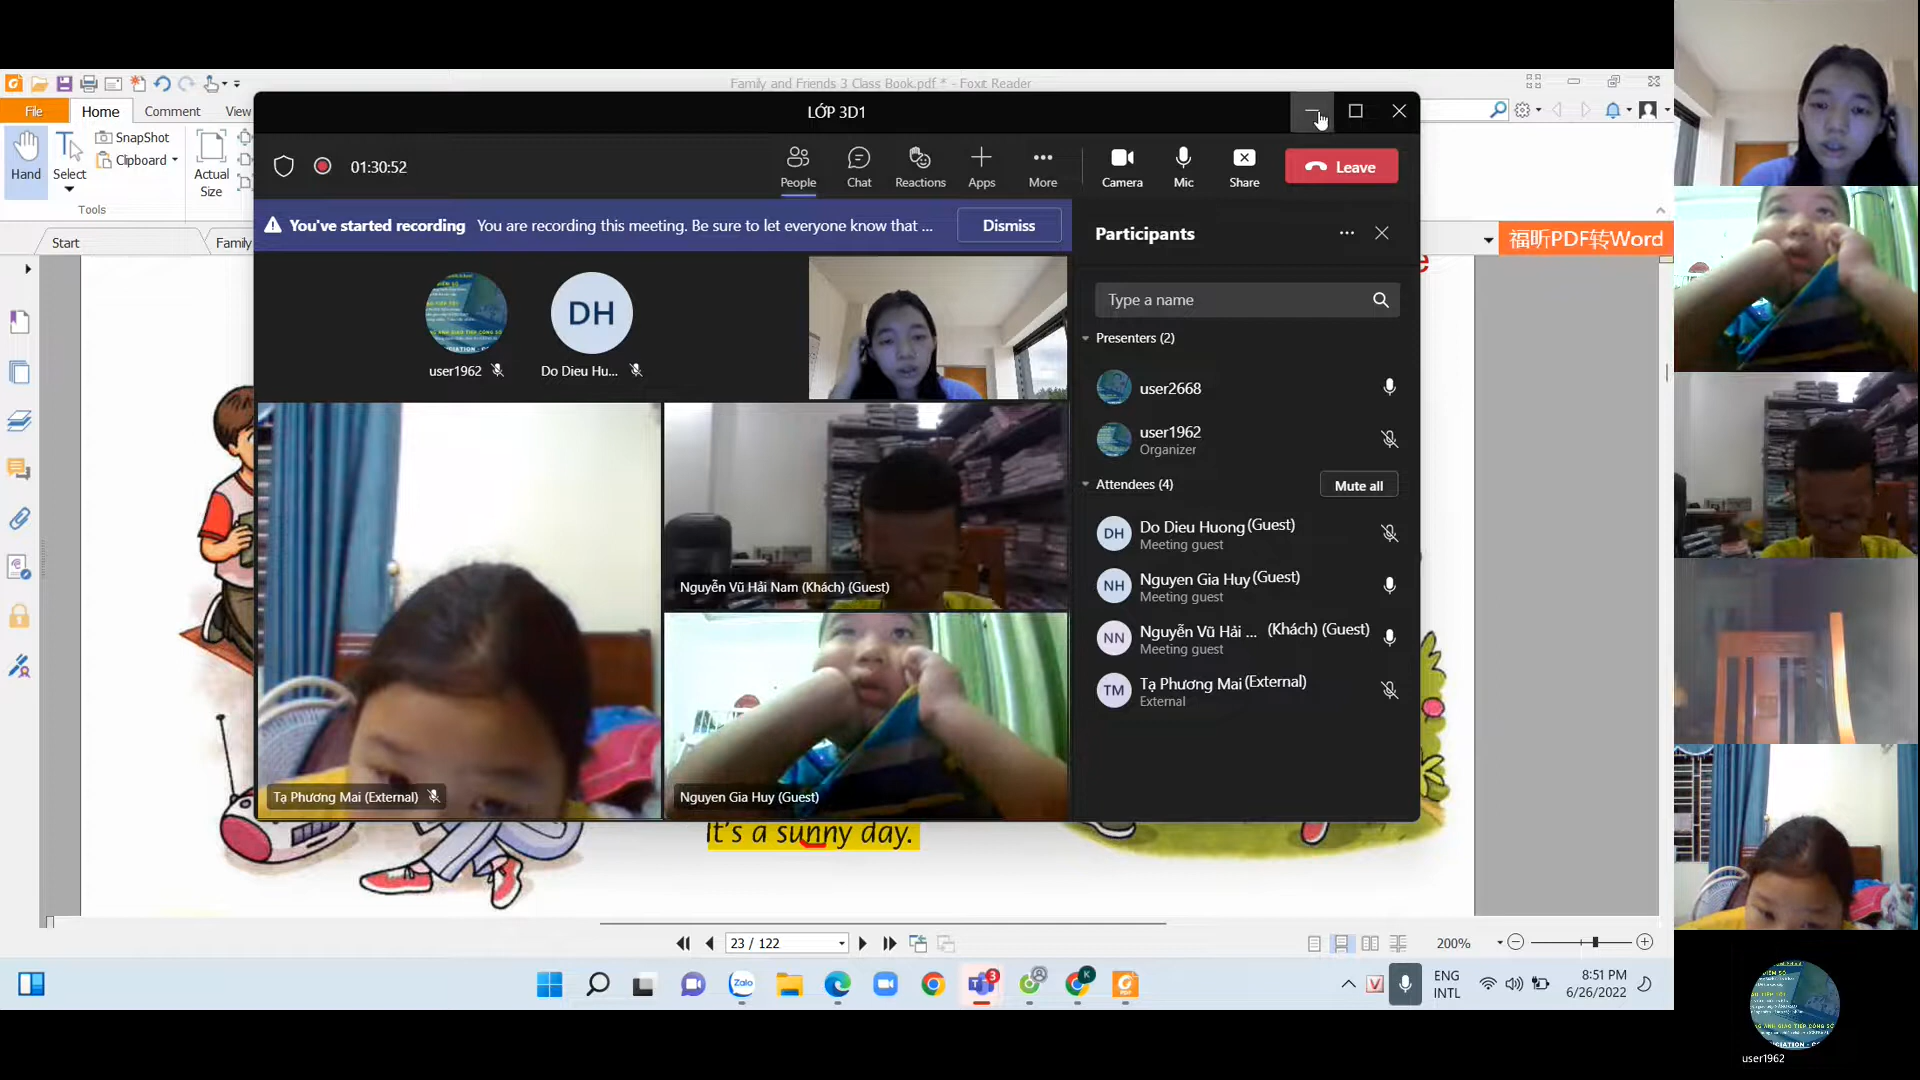 Family and Friends 3 Class Book.pdf * - Foxit Reader
File
Home
Comment
View
Hand
Select
SnapShot
Clipboard
Actual
Size
Tools
Start
Family
福昕PDF转Word
LỚP 3D1
01:30:52
People
Chat
Reactions
Apps
More
Camera
Mic
Share
Leave
You've started recording
You are recording this meeting. Be sure to let everyone know that ...
Dismiss
Participants
Type a name
Presenters (2)
user2668
user1962
Organizer
Attendees (4)
Mute all
DH
Do Dieu Huong (Guest)
Meeting guest
NH
Nguyen Gia Huy (Guest)
Meeting guest
NN
Nguyễn Vũ Hải ... (Khách) (Guest)
Meeting guest
TM
Tạ Phương Mai (External)
External
user1962
DH
Do Dieu Hu...
Nguyễn Vũ Hải Nam (Khách) (Guest)
Tạ Phương Mai (External)
Nguyen Gia Huy (Guest)
It's a sunny day.
23 / 122
200%
Zalo
3
K
V
ENG
INTL
8:51 PM
6/26/2022
user1962